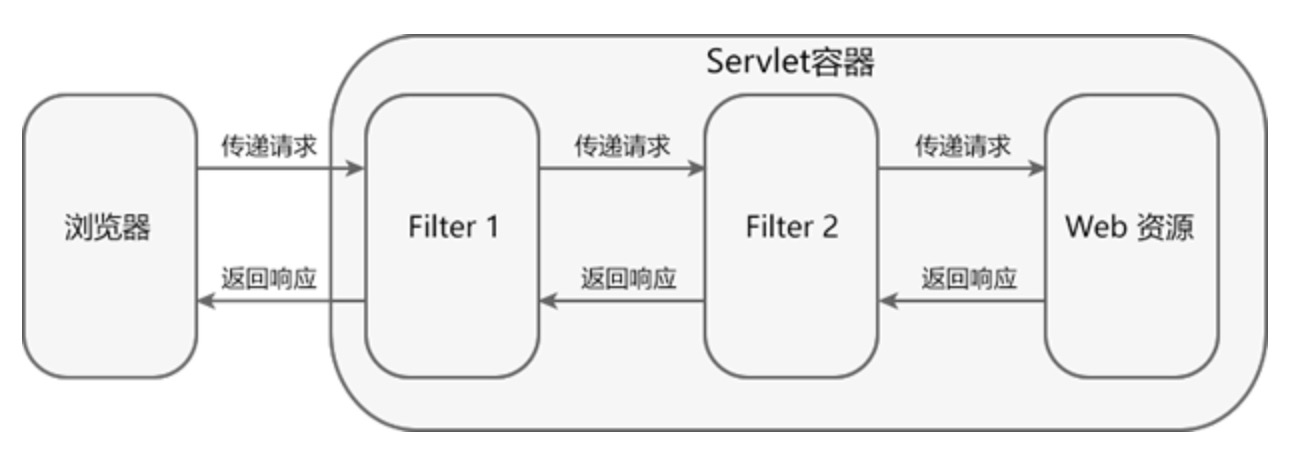 Servlet容器
传递请求
传递请求
传递请求
浏览器
Filter 1
Filter 2
Web 资源
返回响应
返回响应
返回响应